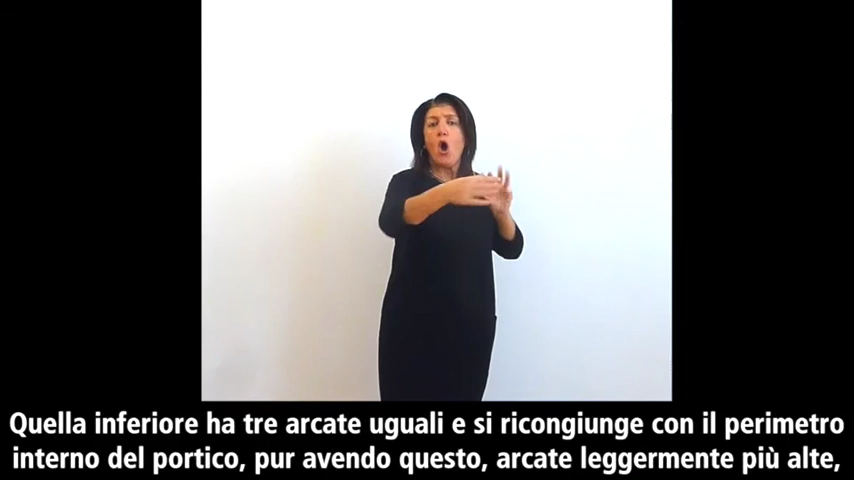 Quella inferiore ha tre arcate uguali e si ricongiunge con il perimetro
interno del portico, pur avendo questo, arcate leggermente più alte,